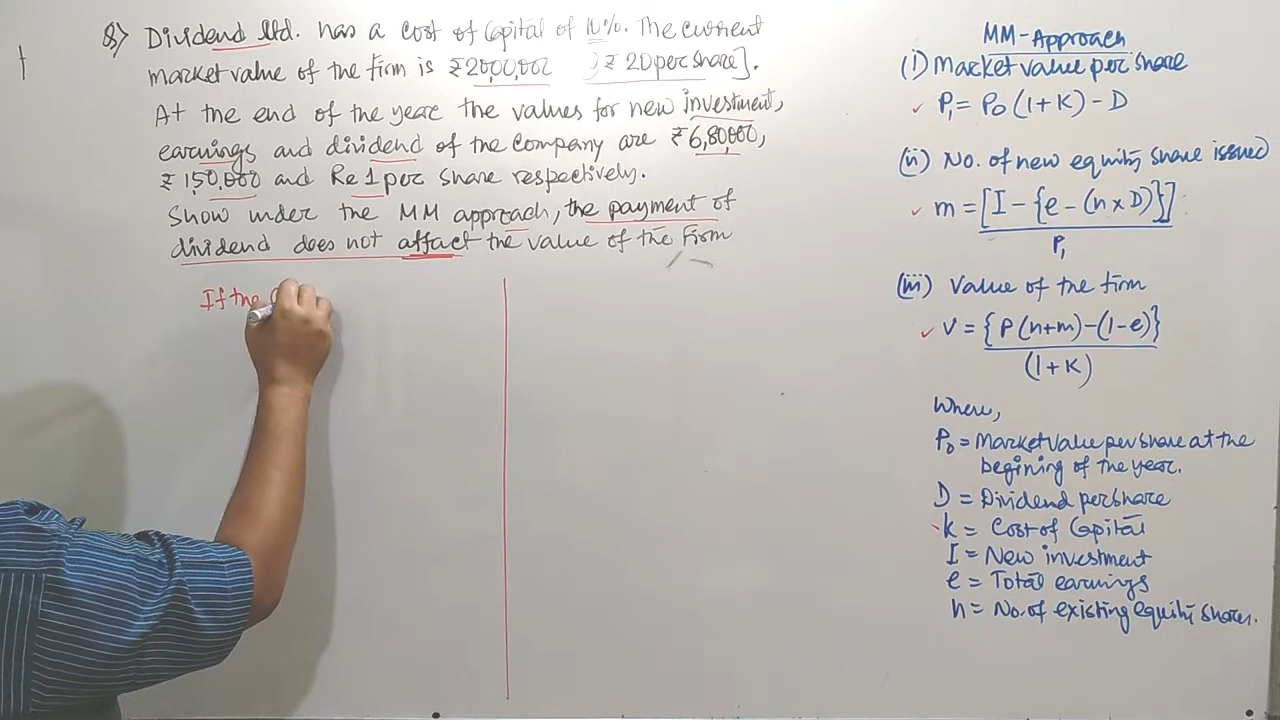 Q) Dividend Ltd. has a cost of Capital of 10%. The current
market value of the firm is ₹2000,000 ) ₹ 20 per share].
At the end of the year the values for new investment,
earnings and dividend of the Company are ₹6,80,000,
₹ 150,000 and Re 1 per share respectively.
Show under the MM approach, the payment of
dividend does not affact the value of the Firm
If the
MM-Approach
(i) Market value per share
P₁ = P₀ (1+K) - D
(ii) No. of new equity share issued
m = [I - {e - (n×D)}]
P₁
(iii) Value of the firm
V = {P(n+m)-(1-e)}
(1+K)
Where,
P₀ = Market value per share at the
begining of the year.
D = Dividend per share
k = Cost of Capital
I = New investment
e = Total earnings
n = No. of existing equity shares.